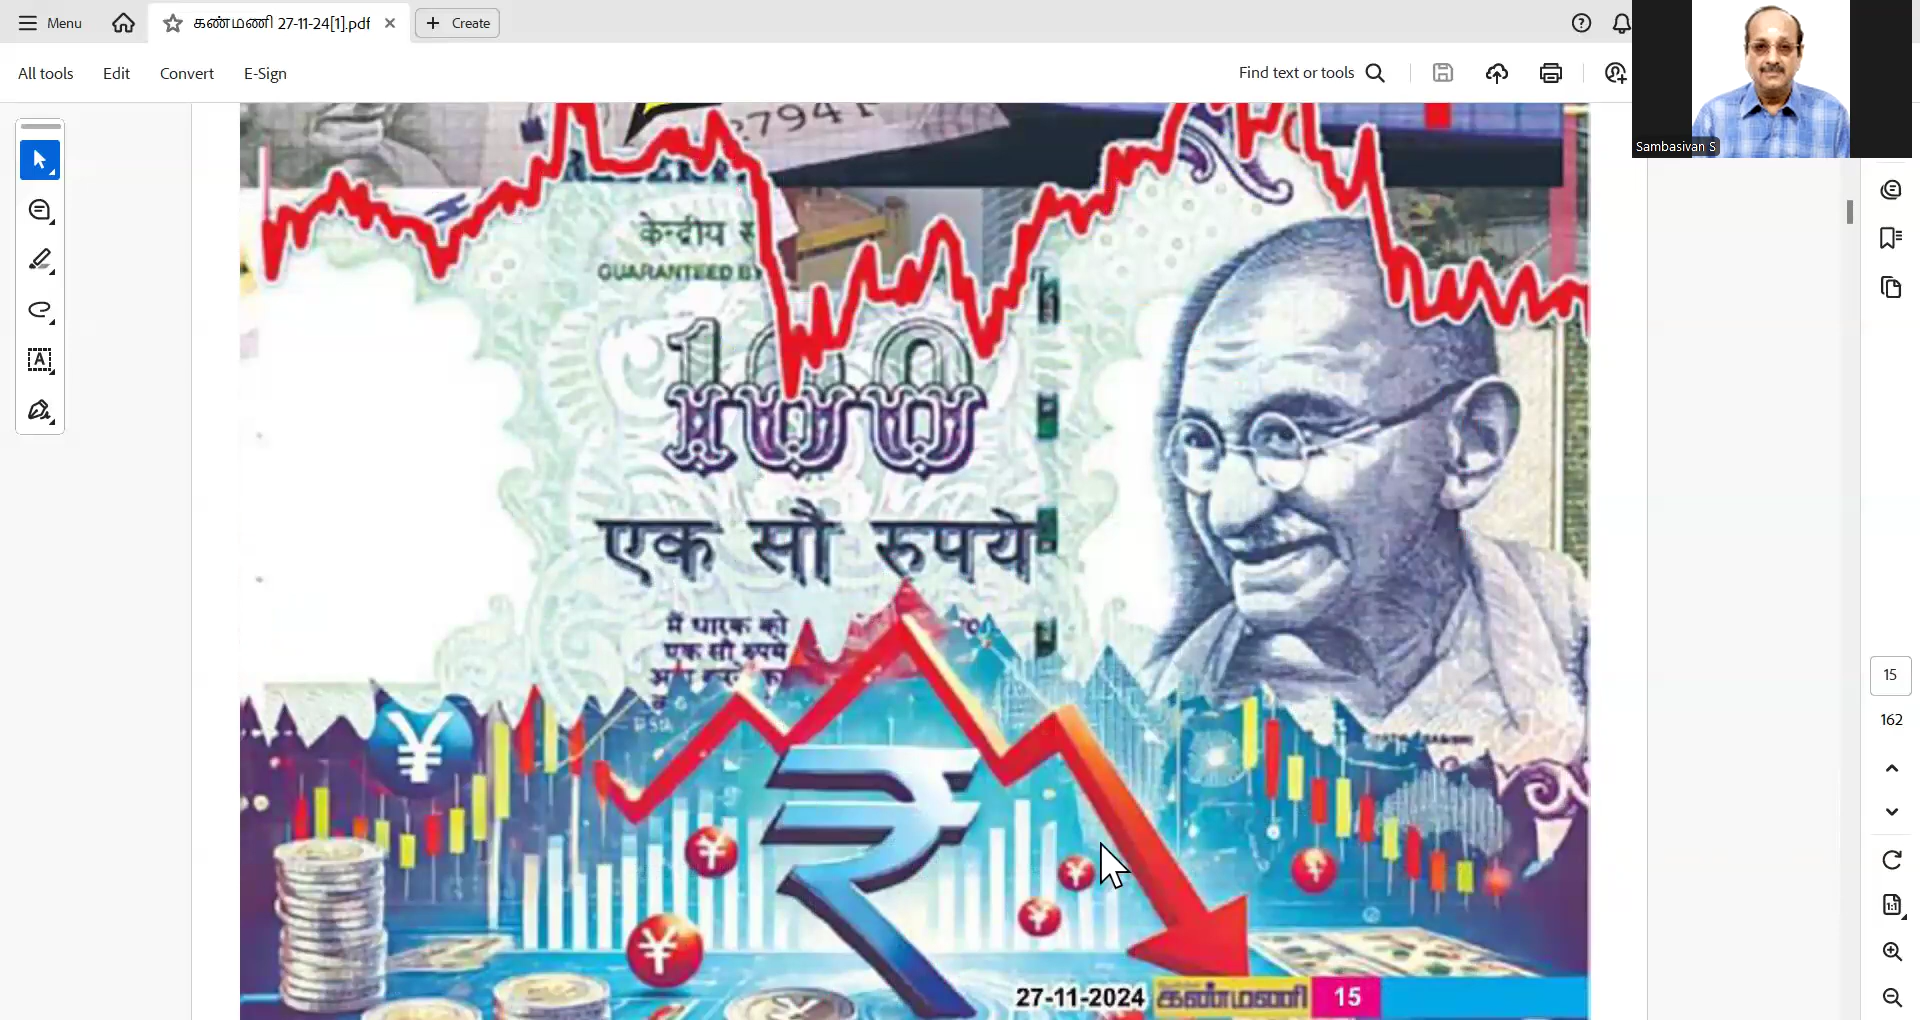 Menu
கண்மணி 27-11-24[1].pdf
Create
All tools
Edit
Convert
E-Sign
Find text or tools
Sambasivan S
केन्द्रीय
GUARANTEED BY
100
100
एक सौ रुपये
मैं धारक को
एक सौ रुपये
15
162
27-11-2024 கண்மணி 15